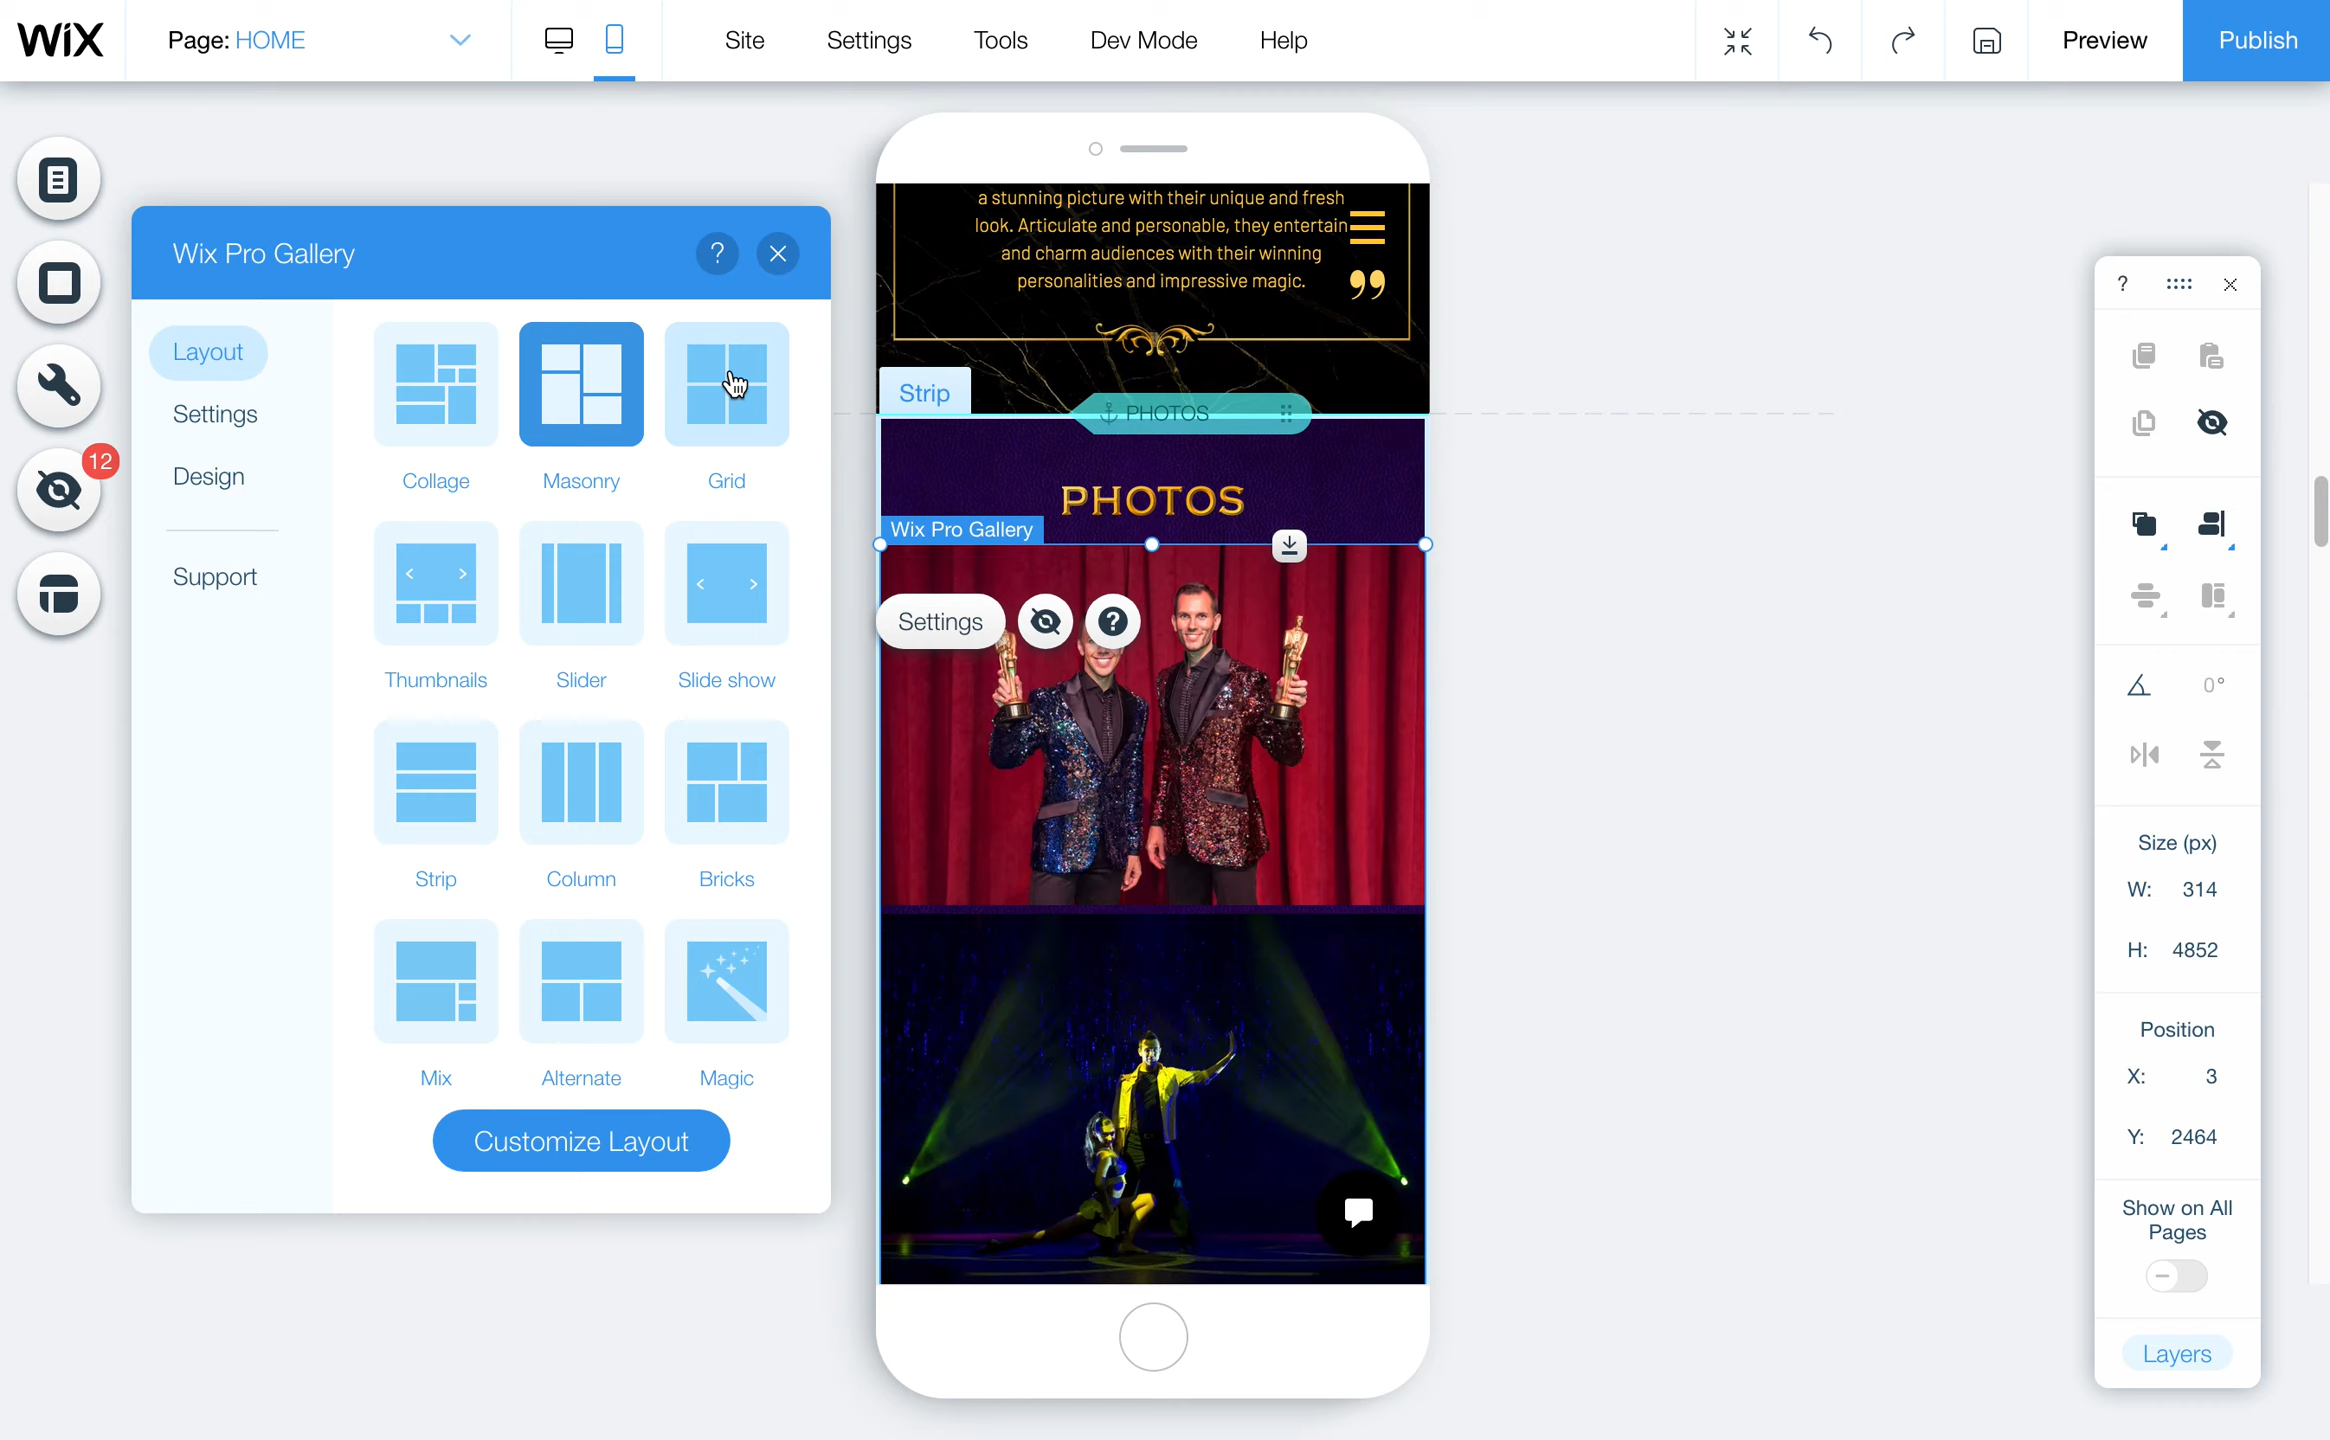 WiX
Page: HOME
Site
Settings
Tools
Dev Mode
Help
Preview
Publish
12
Wix Pro Gallery
?
Layout
Settings
Design
Support
Collage
Masonry
Grid
Thumbnails
Slider
Slide show
Strip
Column
Bricks
Mix
Alternate
Magic
Customize Layout
a stunning picture with their unique and fresh
look. Articulate and personable, they entertain
and charm audiences with their winning
personalities and impressive magic.
”
Strip
PHOTOS
PHOTOS
Wix Pro Gallery
Settings
?
?
0°
Size (px)
W: 314
H: 4852
Position
X: 3
Y: 2464
Show on All
Pages
Layers